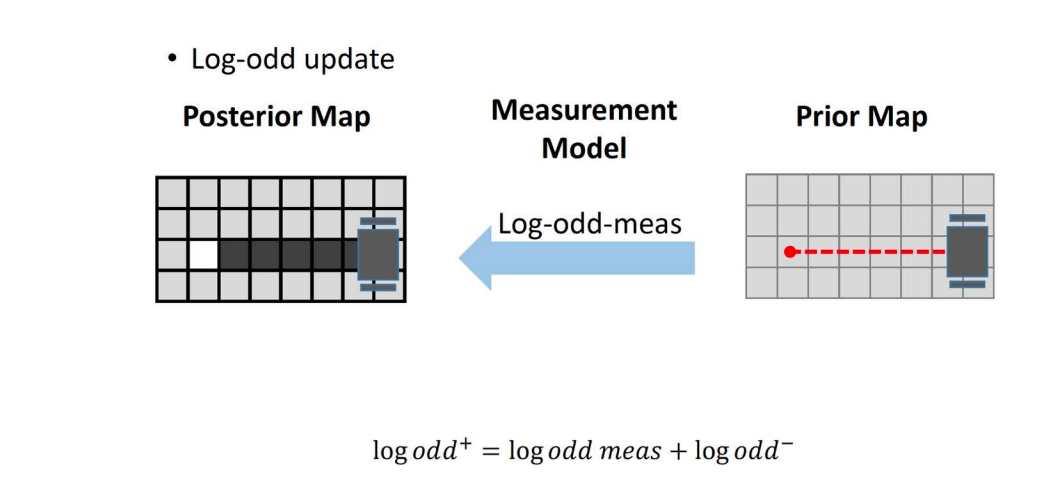 • Log-odd update
Posterior Map
Measurement
Model
Prior Map
Log-odd-meas
log odd⁺ = log odd meas + log odd⁻